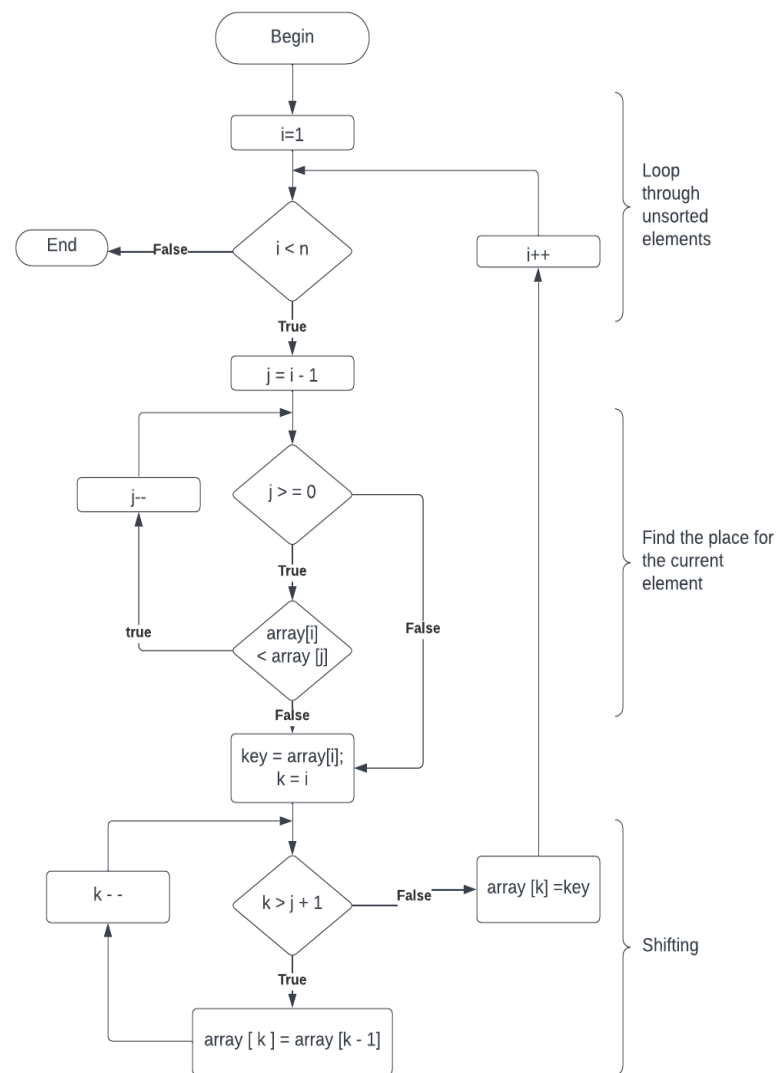 Begin
i=1
Loop
through
unsorted
elements
End
False
i < n
i++
True
j = i - 1
j > = 0
j--
Find the place for
the current
element
True
true
array[i]
< array [j]
False
False
key = array[i];
k = i
k - -
k > j + 1
False
array [k] =key
Shifting
True
array [ k ] = array [k - 1]